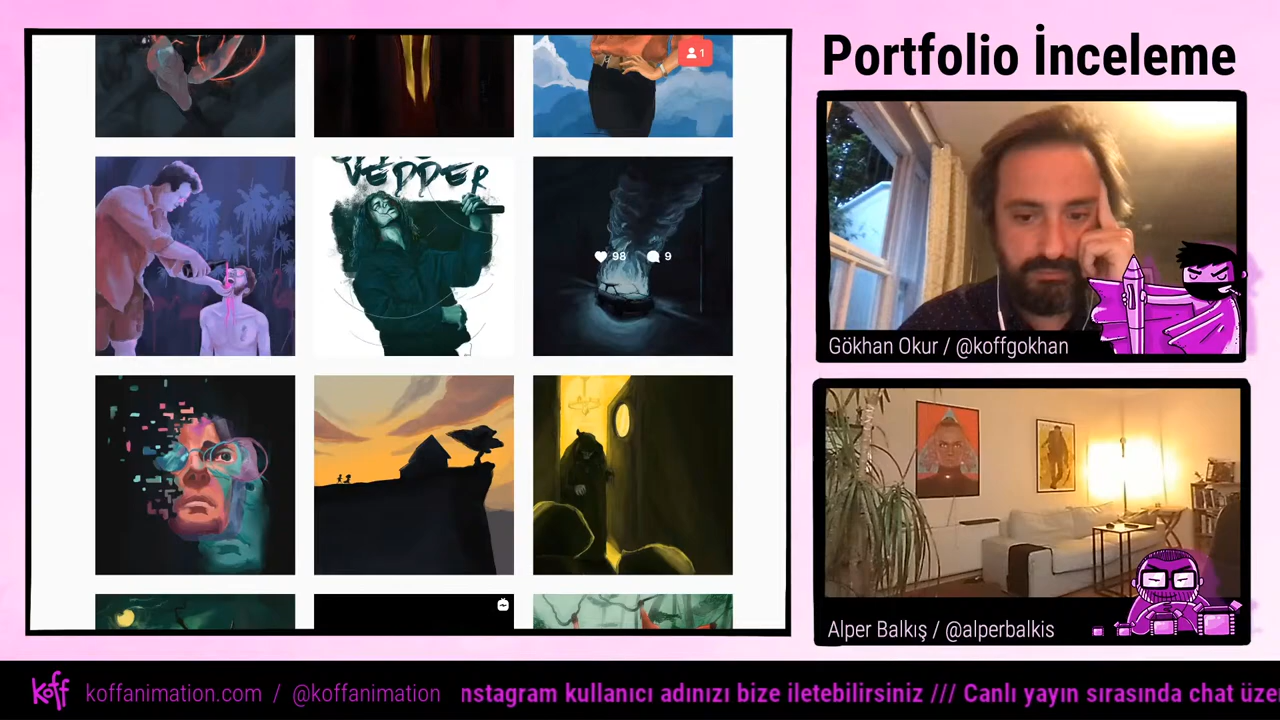 Portfolio İnceleme
1
VEDDER
98 9
Gökhan Okur / @koffgokhan
Alper Balkış / @alperbalkis
koff koffanimation.com / @koffanimation nstagram kullanıcı adınızı bize iletebilirsiniz /// Canlı yayın sırasında chat üze